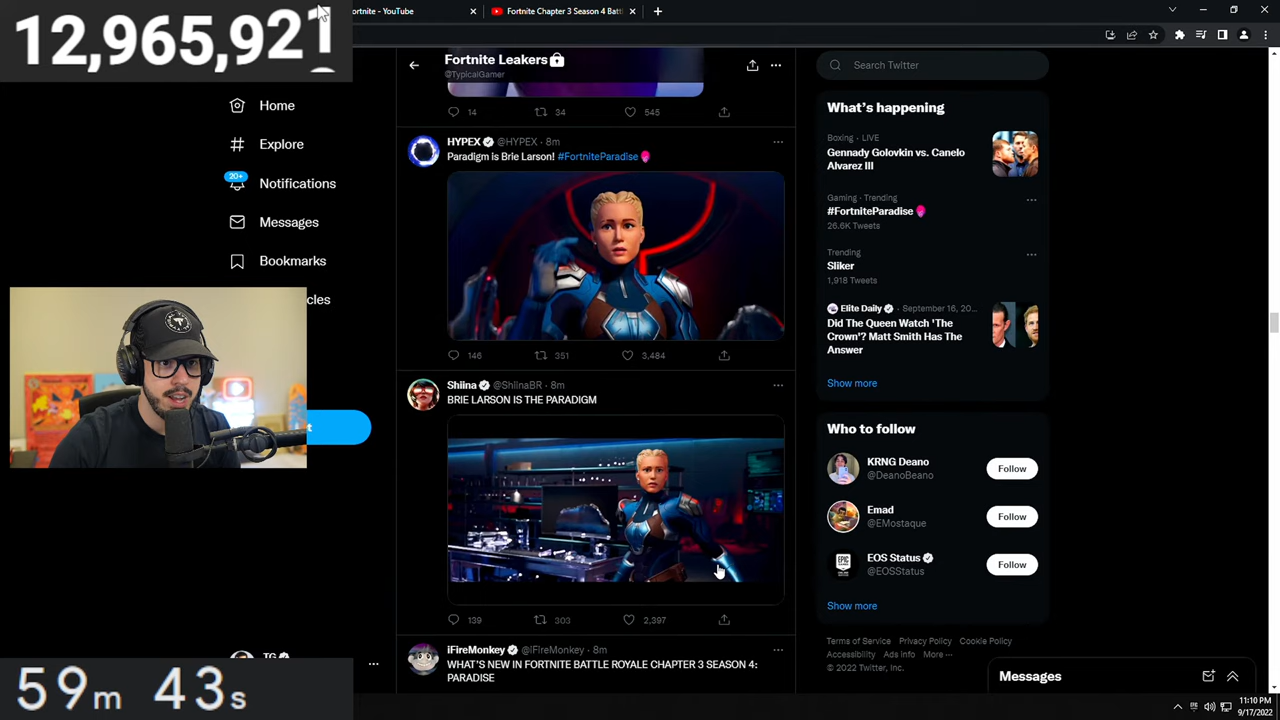 12,965,921
ortnite - YouTube
Fortnite Chapter 3 Season 4 Batt
Fortnite Leakers
@TypicalGamer
14 34 545
Home
Explore
20+
Notifications
Messages
Bookmarks
cles
t
TG
HYPEX @HYPEX · 8m
Paradigm is Brie Larson! #FortniteParadise
146 351 3,484
Shiina @ShiinaBR · 8m
BRIE LARSON IS THE PARADIGM
139 303 2,397
iFireMonkey @iFireMonkey · 8m
WHAT'S NEW IN FORTNITE BATTLE ROYALE CHAPTER 3 SEASON 4:
PARADISE
Search Twitter
What's happening
Boxing · LIVE
Gennady Golovkin vs. Canelo
Alvarez III
Gaming · Trending
#FortniteParadise
26.6K Tweets
Trending
Sliker
1,918 Tweets
Elite Daily · September 16, 20...
Did The Queen Watch 'The
Crown'? Matt Smith Has The
Answer
Show more
Who to follow
KRNG Deano
@DeanoBeano
Follow
Emad
@EMostaque
Follow
EPIC
EOS Status
@EOSStatus
Follow
Show more
Terms of Service Privacy Policy Cookie Policy
Accessibility Ads info More ...
© 2022 Twitter, Inc.
Messages
59m 43s
11:10 PM
9/17/2022